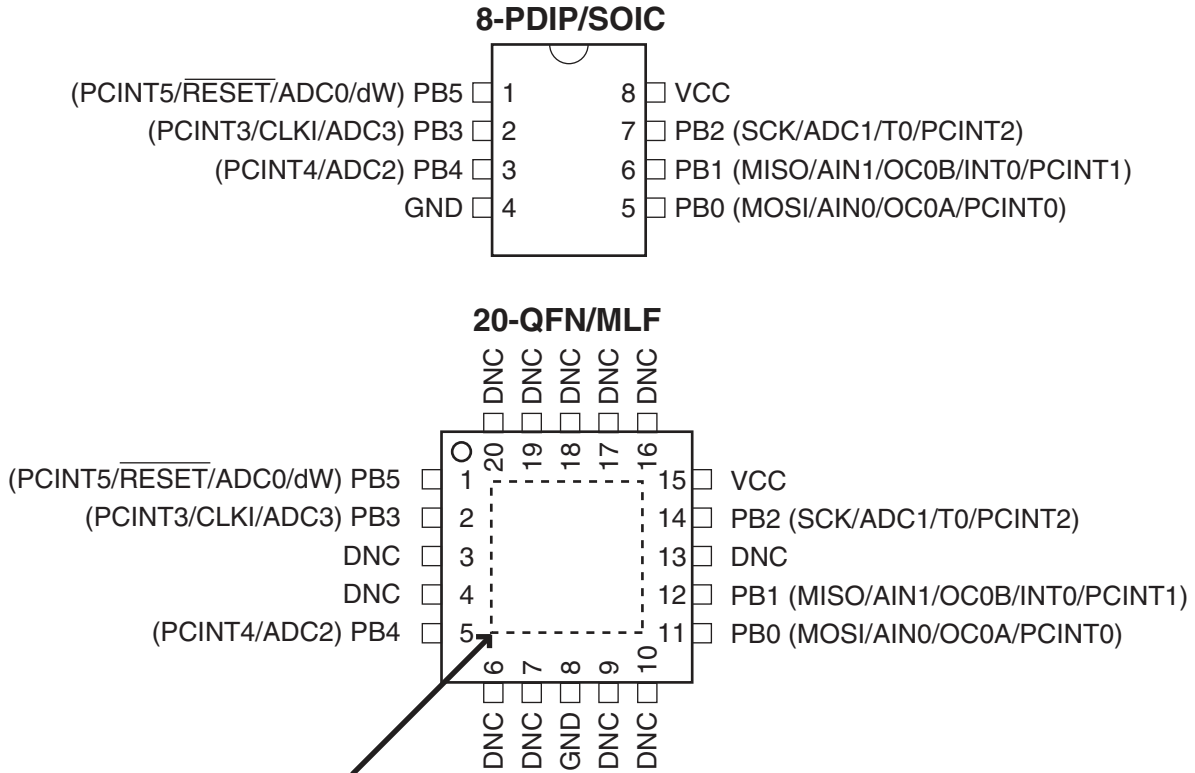 8-PDIP/SOIC
(PCINT5/RESET/ADC0/dW) PB5 1 8 VCC
(PCINT3/CLKI/ADC3) PB3 2 7 PB2 (SCK/ADC1/T0/PCINT2)
(PCINT4/ADC2) PB4 3 6 PB1 (MISO/AIN1/OC0B/INT0/PCINT1)
GND 4 5 PB0 (MOSI/AIN0/OC0A/PCINT0)
20-QFN/MLF
DNC DNC DNC DNC DNC
20 19 18 17 16
(PCINT5/RESET/ADC0/dW) PB5 1 15 VCC
(PCINT3/CLKI/ADC3) PB3 2 14 PB2 (SCK/ADC1/T0/PCINT2)
DNC 3 13 DNC
DNC 4 12 PB1 (MISO/AIN1/OC0B/INT0/PCINT1)
(PCINT4/ADC2) PB4 5 11 PB0 (MOSI/AIN0/OC0A/PCINT0)
6 7 8 9 10
DNC DNC GND DNC DNC